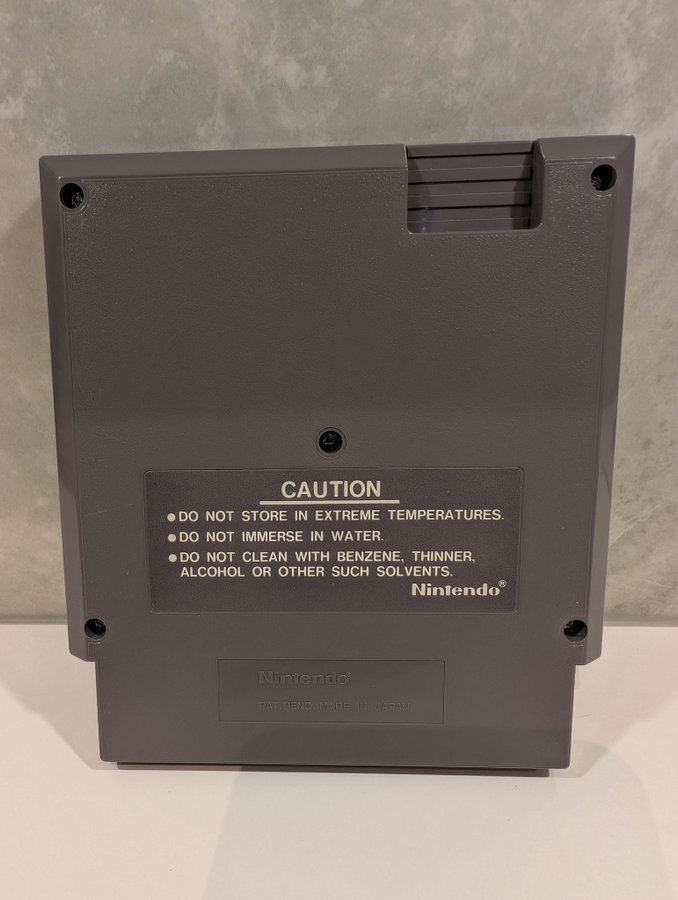 CAUTION
● DO NOT STORE IN EXTREME TEMPERATURES.
● DO NOT IMMERSE IN WATER.
● DO NOT CLEAN WITH BENZENE, THINNER,
ALCOHOL OR OTHER SUCH SOLVENTS.
Nintendo®
Nintendo®
PAT. PEND. MADE IN JAPAN